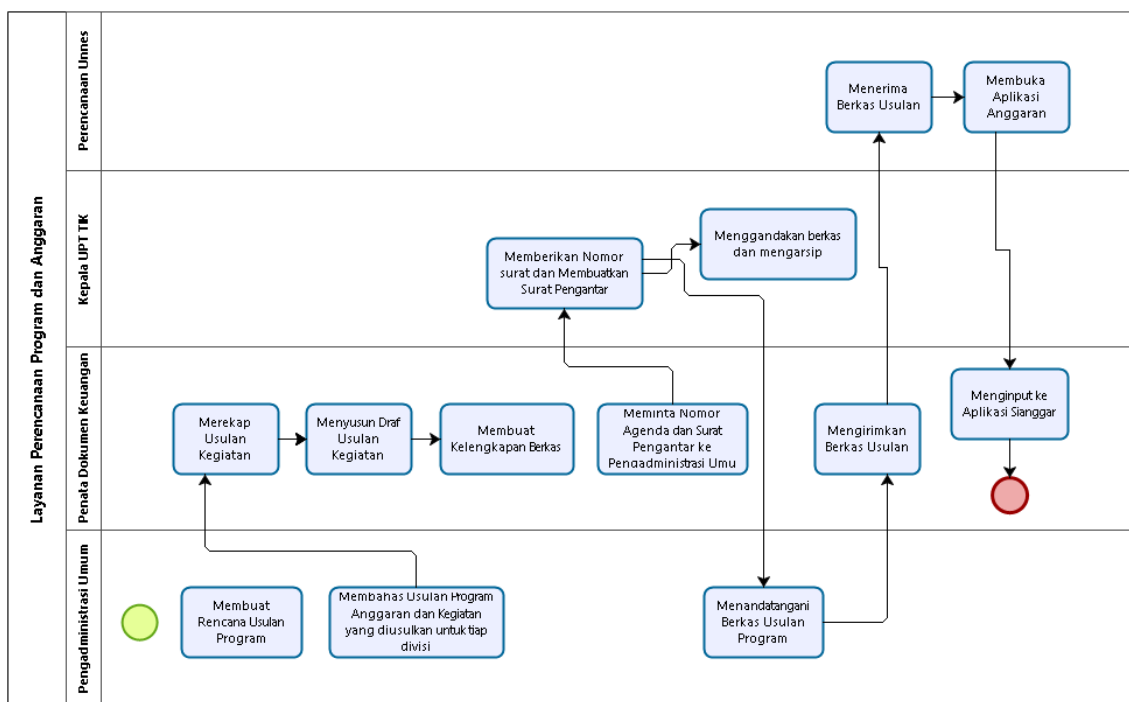 Layanan Perencanaan Program dan Anggaran
Perencanaan Unnes
Menerima
Berkas Usulan
Membuka
Aplikasi
Anggaran
Kepala UPT TIK
Memberikan Nomor
surat dan Membuatkan
Surat Pengantar
Menggandakan berkas
dan mengarsip
Penata Dokumen Keuangan
Merekap
Usulan
Kegiatan
Menyusun Draf
Usulan
Kegiatan
Membuat
Kelengkapan Berkas
Meminta Nomor
Agenda dan Surat
Pengantar ke
Pengadministrasi Umu
Mengirimkan
Berkas Usulan
Menginput ke
Aplikasi Sianggar
Pengadministrasi Umum
Membuat
Rencana Usulan
Program
Membahas Usulan Program
Anggaran dan Kegiatan
yang diusulkan untuk tiap
divisi
Menandatangani
Berkas Usulan
Program